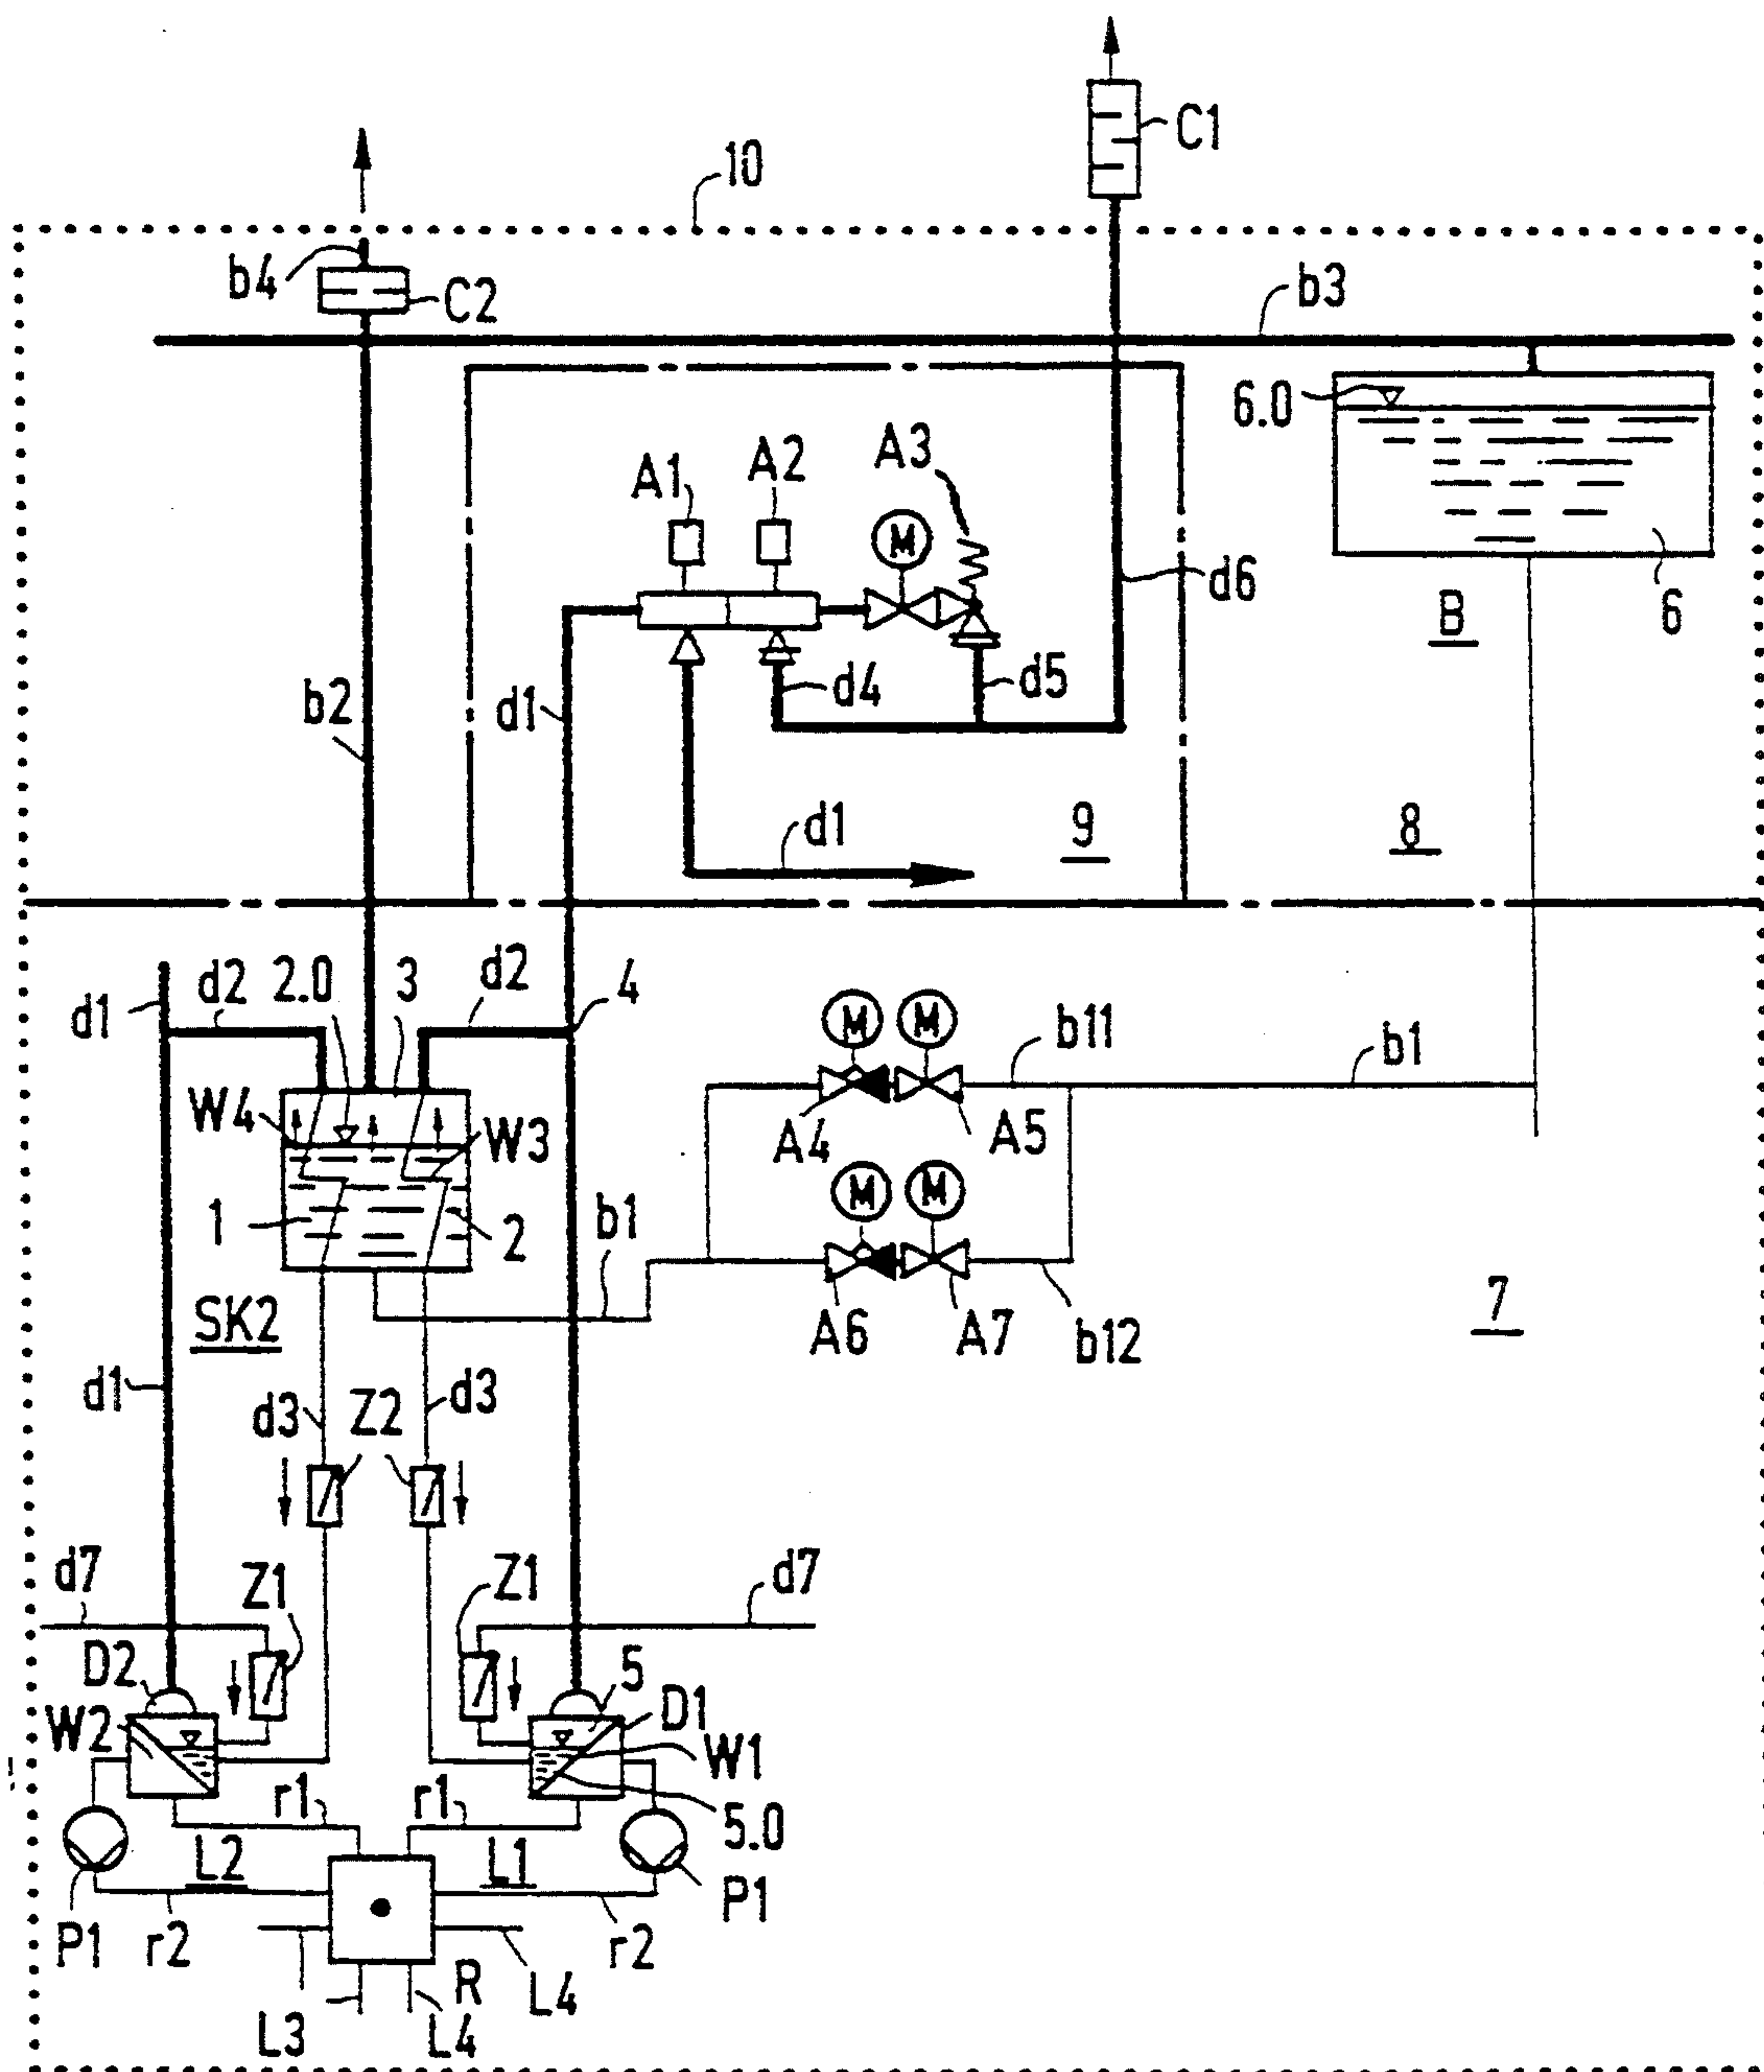 C1
10
b4
C2
b3
6.0
A1
A2
A3
M
d6
6
B
b2
d1
d4
d5
d1
9
8
d1
d2
2.0
3
d2
4
M
M
b11
b1
W4
W3
A4
A5
1
2
b1
M
M
SK2
A6
A7
b12
7
d1
d3
Z2
d3
d7
Z1
Z1
d7
D2
5
D1
W2
W1
r1
r1
5.0
L2
L1
P1
P1
r2
r2
R
L4
L3
L4